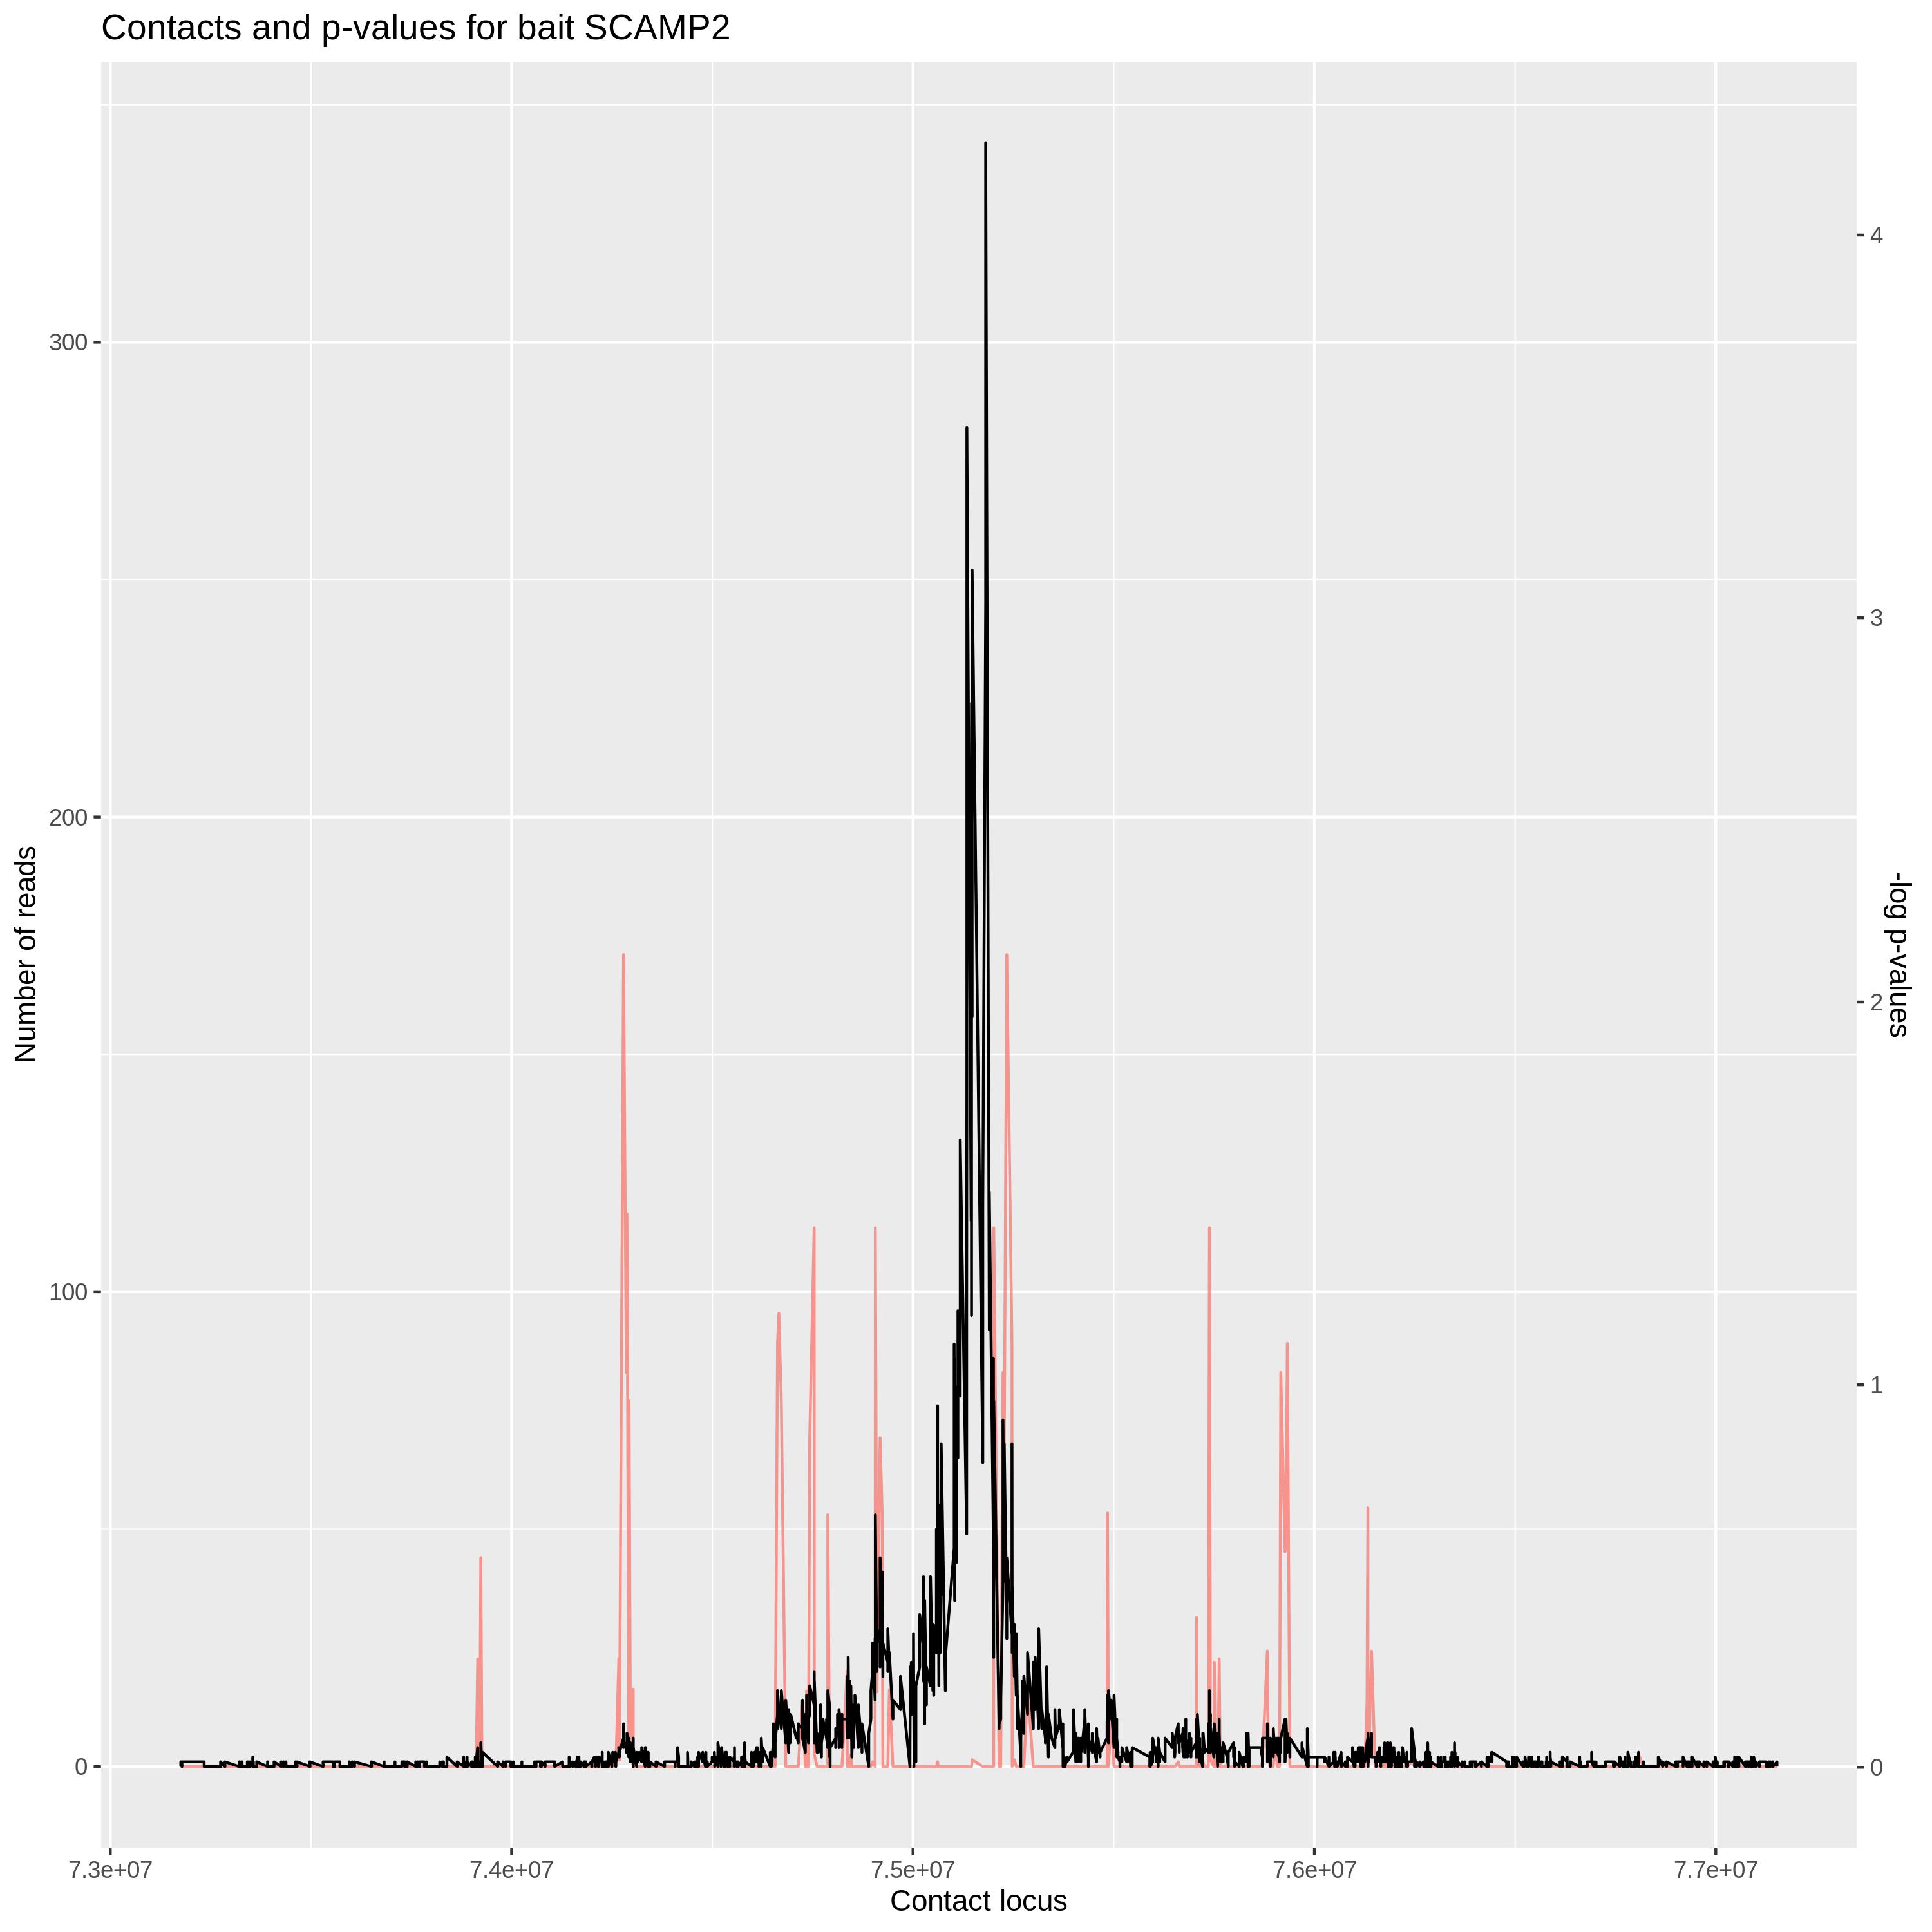 Contacts and p-values for bait SCAMP2
Number of reads
300
200
100
0
4
3
2
1
0
-log p-values
7.3e+07
7.4e+07
7.5e+07
7.6e+07
7.7e+07
Contact locus